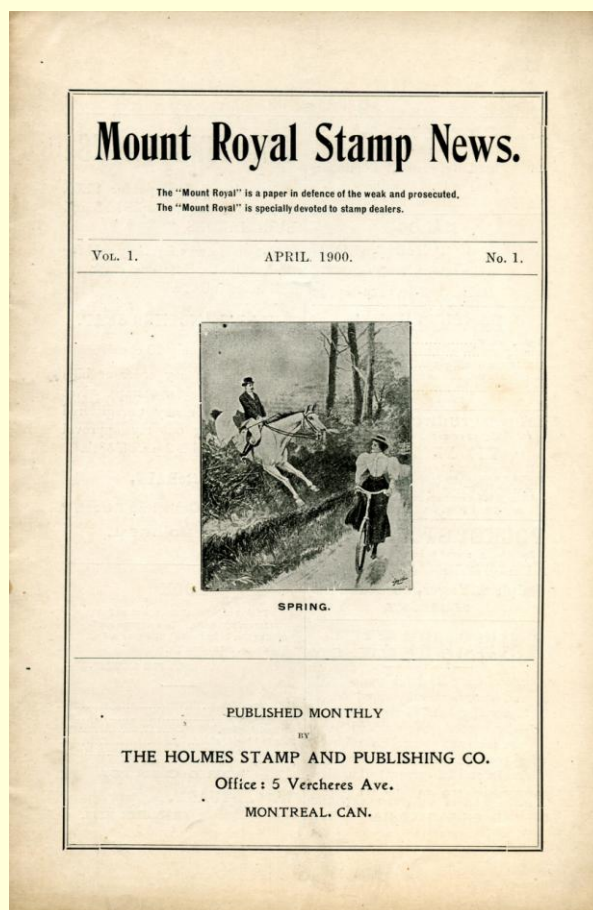 Mount Royal Stamp News.
The "Mount Royal" is a paper in defence of the weak and prosecuted,
The "Mount Royal" is specially devoted to stamp dealers.
VOL. 1. APRIL 1900. No. 1.
SPRING.
PUBLISHED MONTHLY
BY
THE HOLMES STAMP AND PUBLISHING CO.
Office: 5 Vercheres Ave.
MONTREAL. CAN.